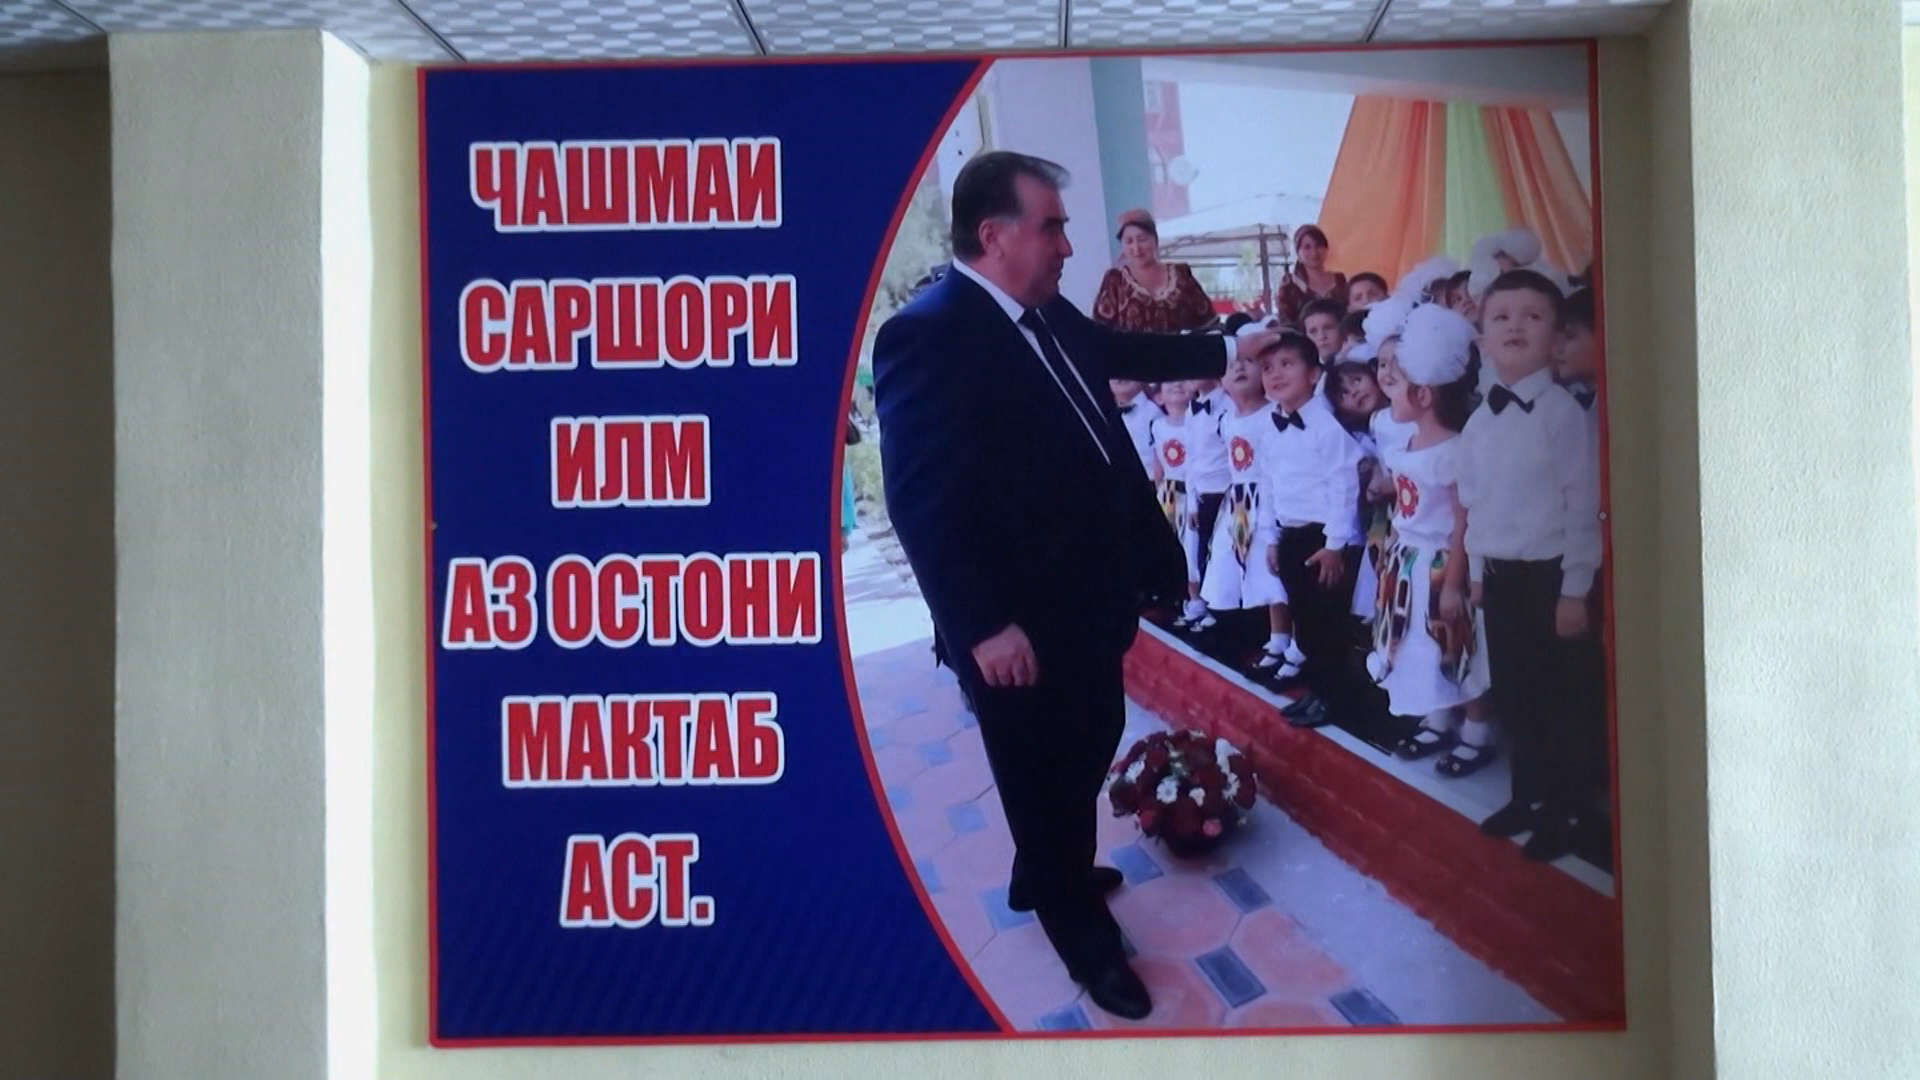 ЧАШМАИ
САРШОРИ
ИЛМ
АЗ ОСТОНИ
МАКТАБ
АСТ.